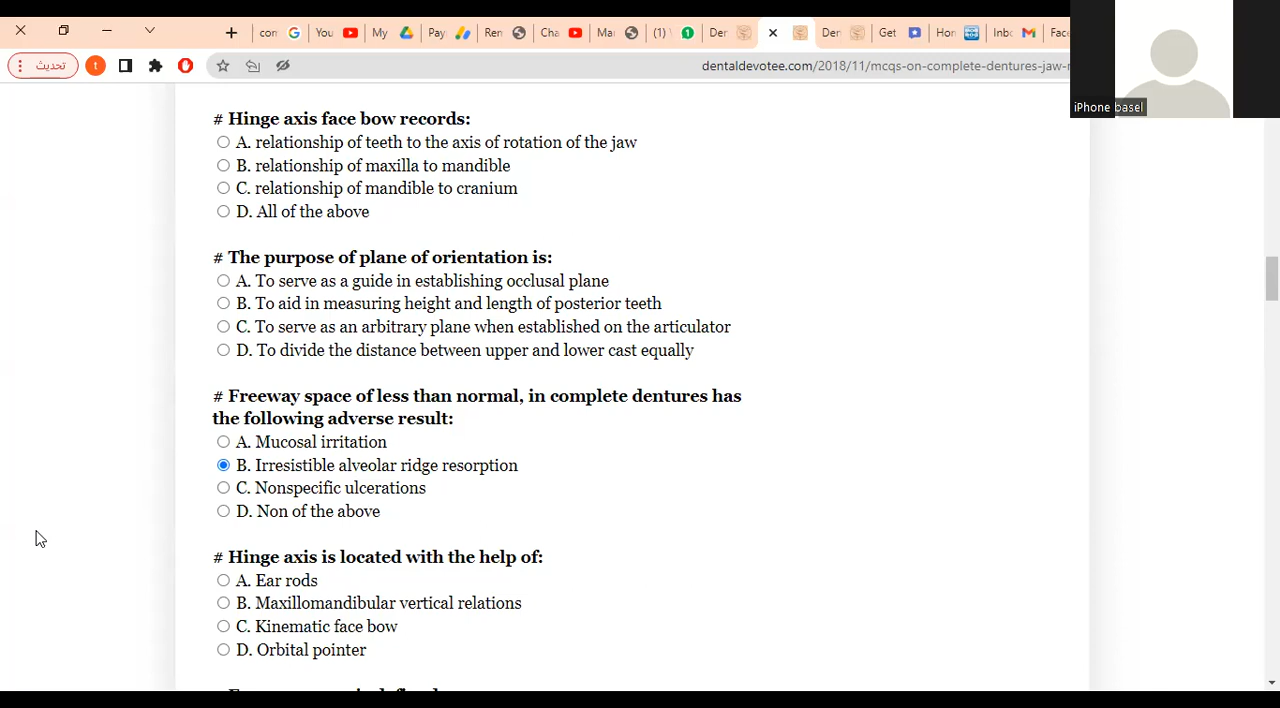 con
You
My
Pay
Ren
Cha
Ma
(1)
1
Der
Der
Get
Hor
Inb
Face
تحديث
t
dentaldevotee.com/2018/11/mcqs-on-complete-dentures-jaw-r
iPhone basel
# Hinge axis face bow records:
A. relationship of teeth to the axis of rotation of the jaw
B. relationship of maxilla to mandible
C. relationship of mandible to cranium
D. All of the above
# The purpose of plane of orientation is:
A. To serve as a guide in establishing occlusal plane
B. To aid in measuring height and length of posterior teeth
C. To serve as an arbitrary plane when established on the articulator
D. To divide the distance between upper and lower cast equally
# Freeway space of less than normal, in complete dentures has
the following adverse result:
A. Mucosal irritation
B. Irresistible alveolar ridge resorption
C. Nonspecific ulcerations
D. Non of the above
# Hinge axis is located with the help of:
A. Ear rods
B. Maxillomandibular vertical relations
C. Kinematic face bow
D. Orbital pointer